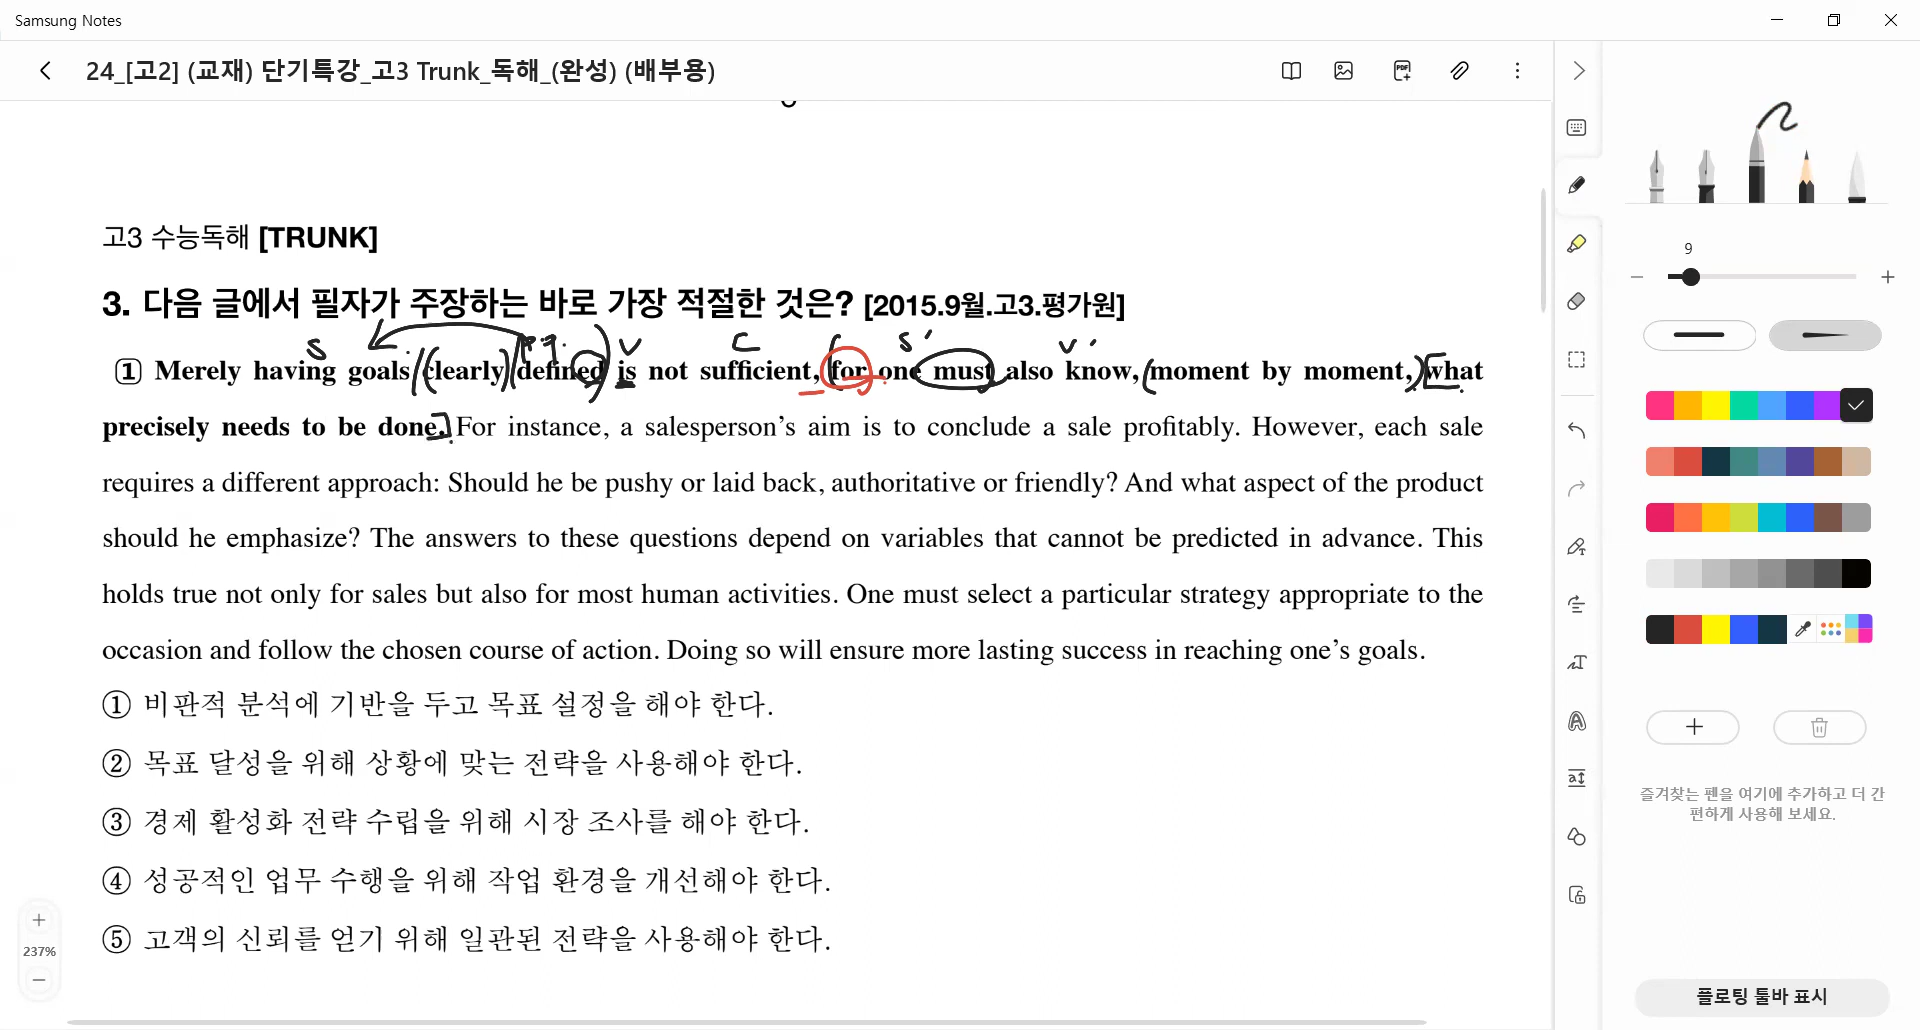 Samsung Notes
24_[고2] (교재) 단기특강_고3 Trunk_독해_(완성) (배부용)
PDF
고3 수능독해 [TRUNK]
3. 다음 글에서 필자가 주장하는 바로 가장 적절한 것은? [2015.9월.고3.평가원]
S p.p. V C S' V'
1 Merely having goals clearly defined is not sufficient, for one must also know, moment by moment, what
precisely needs to be done. For instance, a salesperson's aim is to conclude a sale profitably. However, each sale
requires a different approach: Should he be pushy or laid back, authoritative or friendly? And what aspect of the product
should he emphasize? The answers to these questions depend on variables that cannot be predicted in advance. This
holds true not only for sales but also for most human activities. One must select a particular strategy appropriate to the
occasion and follow the chosen course of action. Doing so will ensure more lasting success in reaching one's goals.
① 비판적 분석에 기반을 두고 목표 설정을 해야 한다.
② 목표 달성을 위해 상황에 맞는 전략을 사용해야 한다.
③ 경제 활성화 전략 수립을 위해 시장 조사를 해야 한다.
④ 성공적인 업무 수행을 위해 작업 환경을 개선해야 한다.
⑤ 고객의 신뢰를 얻기 위해 일관된 전략을 사용해야 한다.
237%
9
즐겨찾는 펜을 여기에 추가하고 더 간
편하게 사용해 보세요.
플로팅 툴바 표시